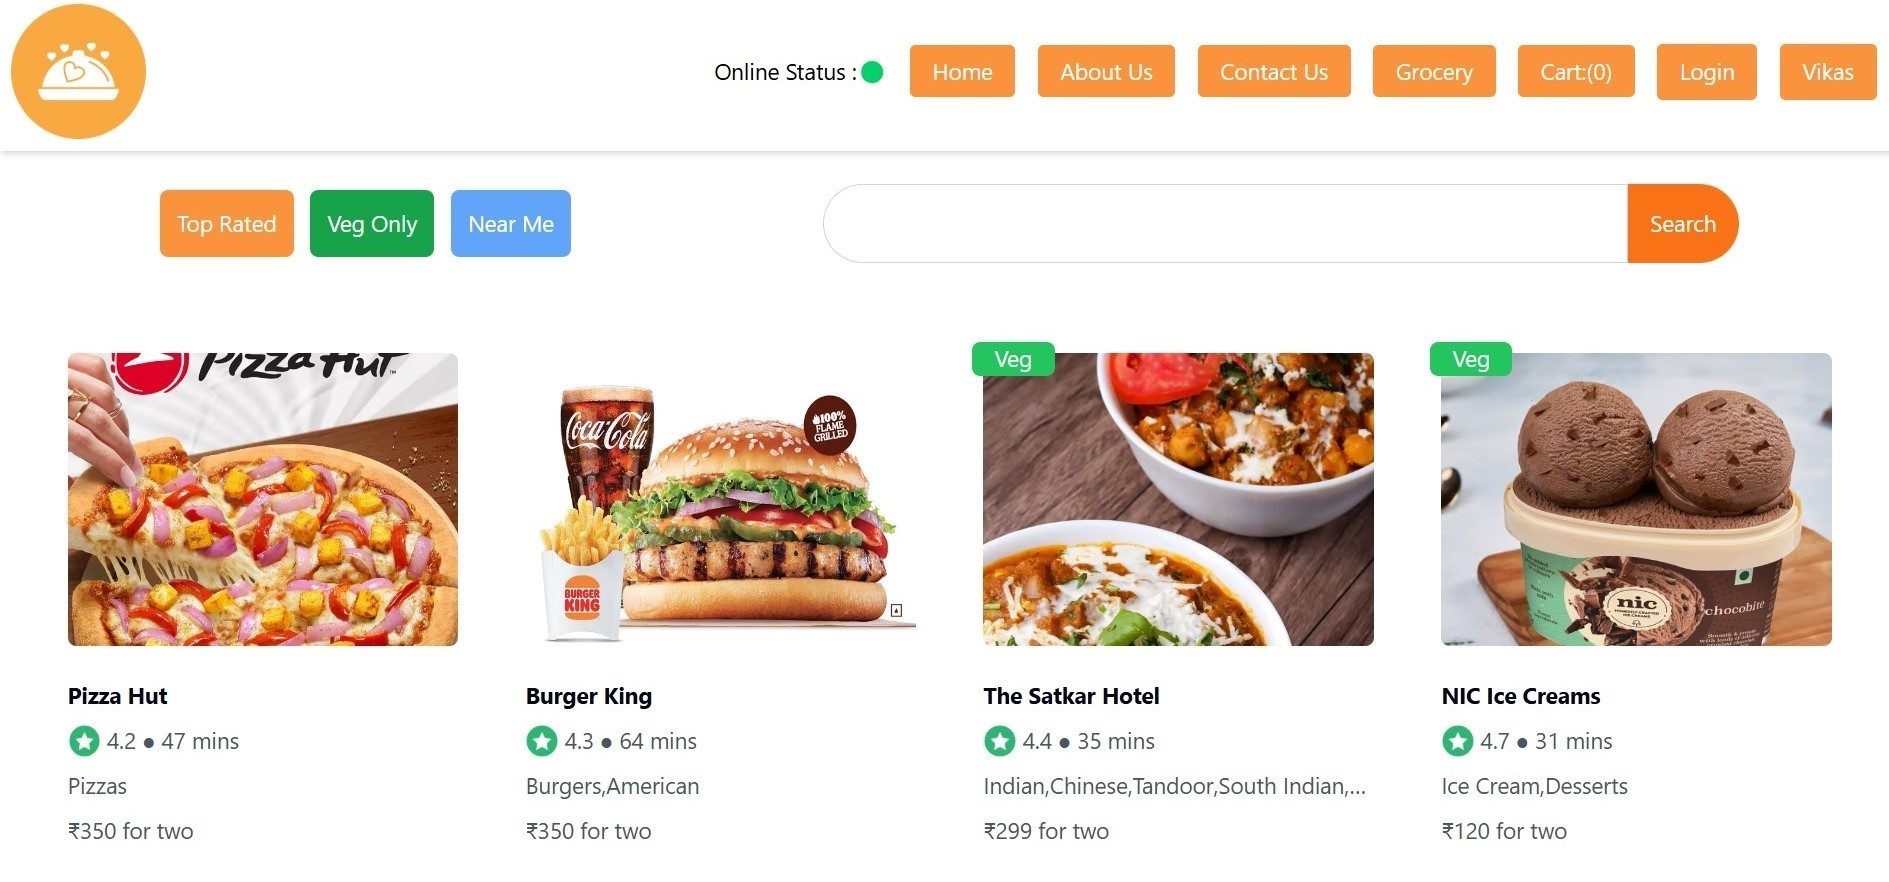 Online Status :
Home
About Us
Contact Us
Grocery
Cart:(0)
Login
Vikas
Top Rated
Veg Only
Near Me
Search
Pizza Hut™
Coca-Cola
100%
FLAME
GRILLED
BURGER
KING
Veg
Veg
nic
chocobite
Pizza Hut
4.2 ● 47 mins
Pizzas
₹350 for two
Burger King
4.3 ● 64 mins
Burgers,American
₹350 for two
The Satkar Hotel
4.4 ● 35 mins
Indian,Chinese,Tandoor,South Indian,...
₹299 for two
NIC Ice Creams
4.7 ● 31 mins
Ice Cream,Desserts
₹120 for two